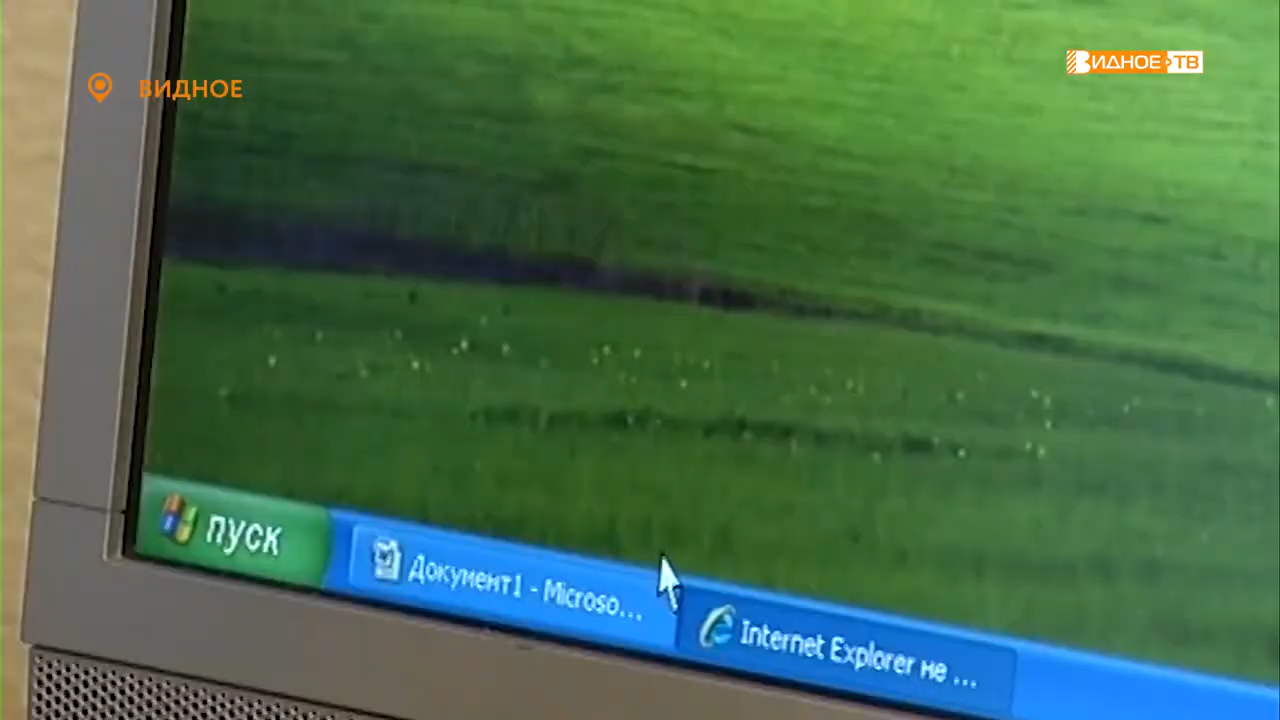 ВИДНОЕ
ВИДНОЕ ТВ
пуск
Документ1 - Microso...
Internet Explorer не ...